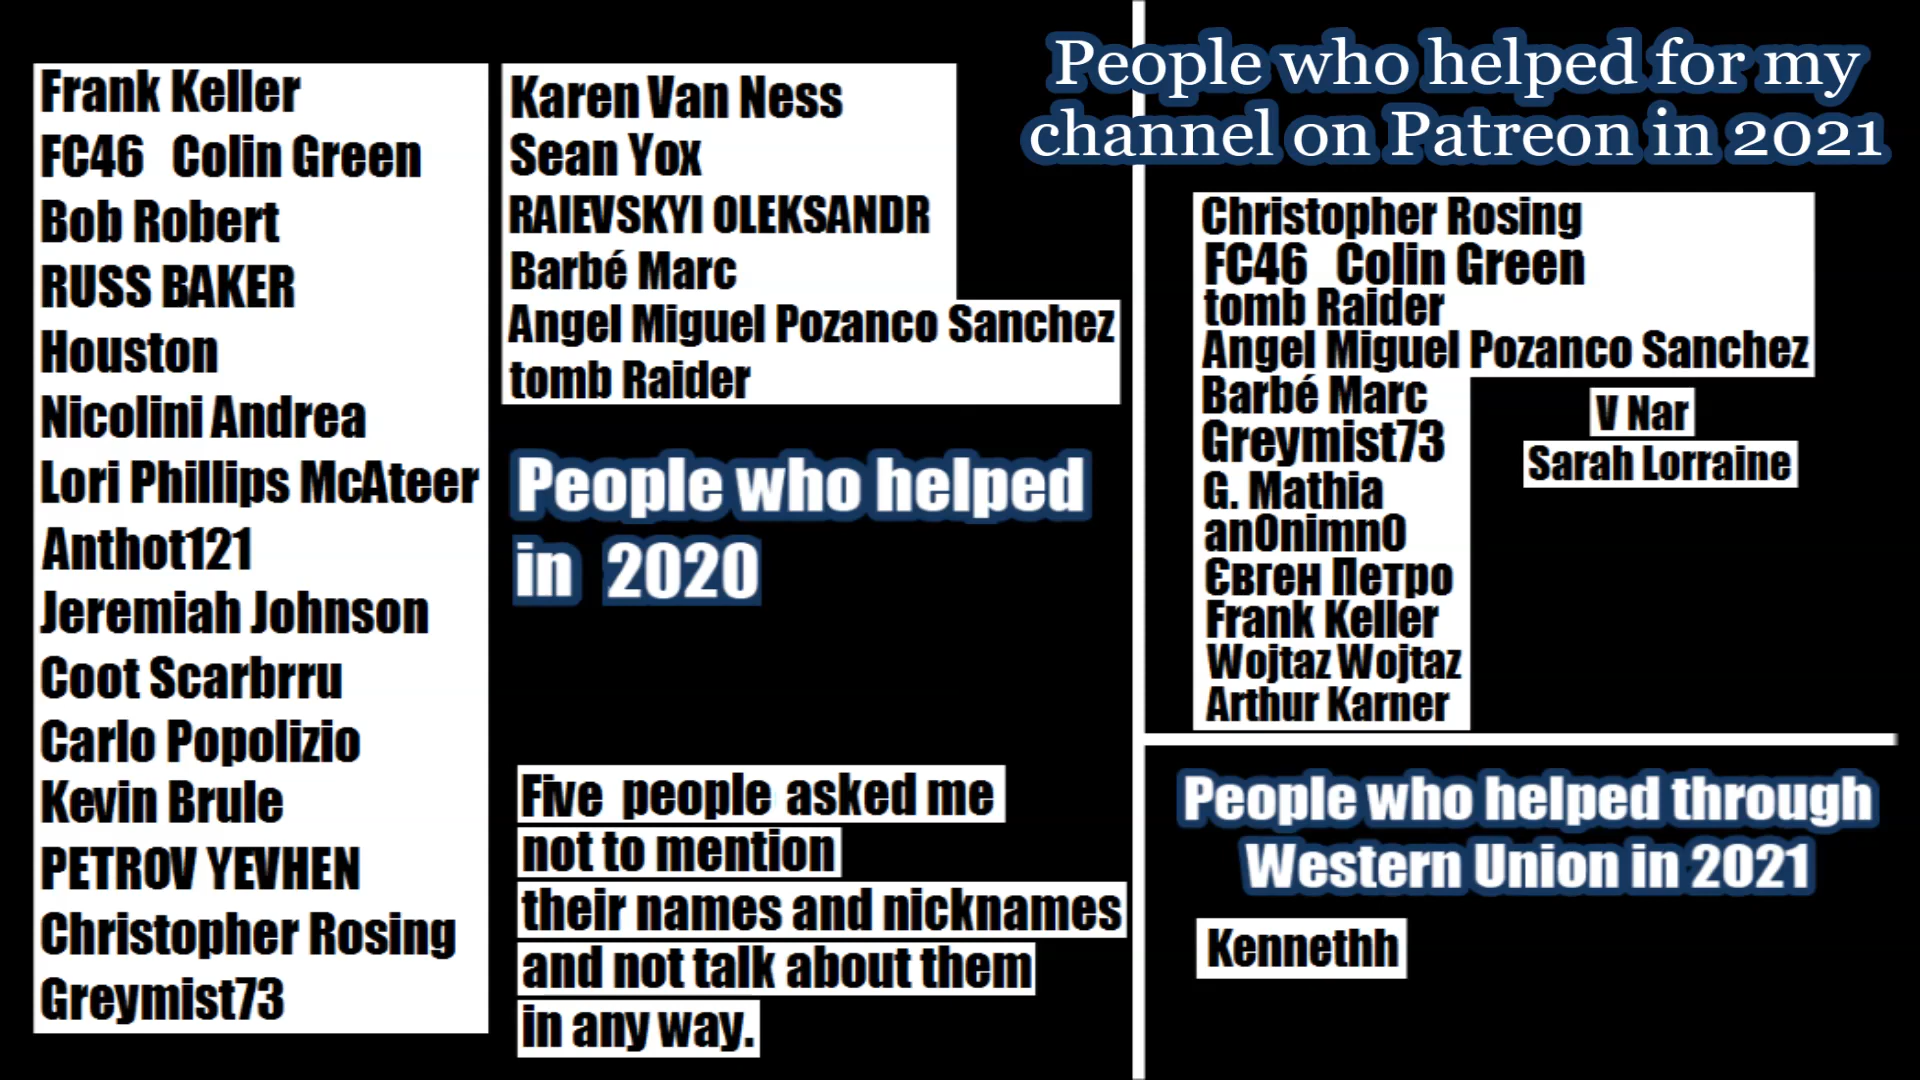 Frank Keller
FC46 Colin Green
Bob Robert
RUSS BAKER
Houston
Nicolini Andrea
Lori Phillips McAteer
Anthot121
Jeremiah Johnson
Coot Scarbrru
Carlo Popolizio
Kevin Brule
PETROV YEVHEN
Christopher Rosing
Greymist73
Karen Van Ness
Sean Yox
RAIEVSKYI OLEKSANDR
Barbé Marc
Angel Miguel Pozanco Sanchez
tomb Raider
People who helped
in 2020
Five people asked me
not to mention
their names and nicknames
and not talk about them
in any way.
People who helped for my
channel on Patreon in 2021
Christopher Rosing
FC46 Colin Green
tomb Raider
Angel Miguel Pozanco Sanchez
Barbé Marc
Greymist73
G. Mathia
an0nimn0
Євген Петро
Frank Keller
Wojtaz Wojtaz
Arthur Karner
V Nar
Sarah Lorraine
People who helped through
Western Union in 2021
Kennethh